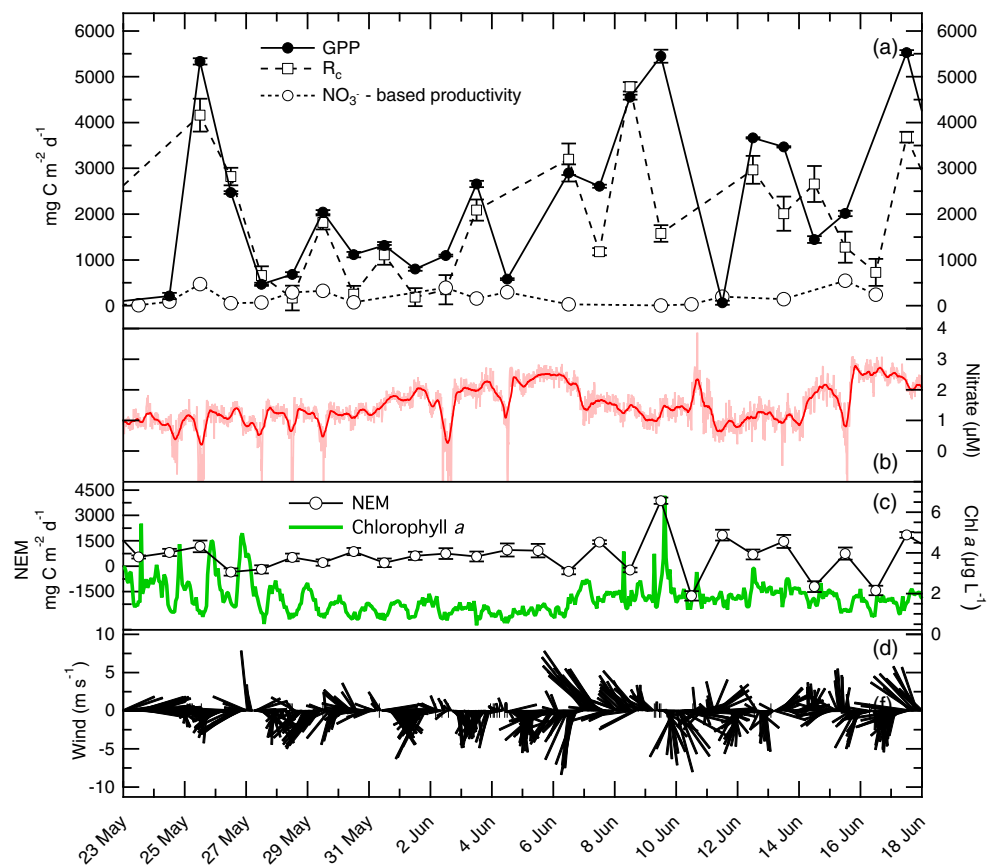 6000 (a) 6000
GPP
5000 R_c 5000
NO₃⁻ - based productivity
4000 4000
mg C m⁻² d⁻¹
3000 3000
2000 2000
1000 1000
0 0
4
3
2
1
0
Nitrate (µM)
(b)
4500 (c)
3000
1500
0
-1500
NEM
mg C m⁻² d⁻¹
NEM
Chlorophyll a
6
4
2
0
Chl a (µg L⁻¹)
10 (d)
5
0 (f)
-5
-10
Wind (m s⁻¹)
23 May 25 May 27 May 29 May 31 May 2 Jun 4 Jun 6 Jun 8 Jun 10 Jun 12 Jun 14 Jun 16 Jun 18 Jun